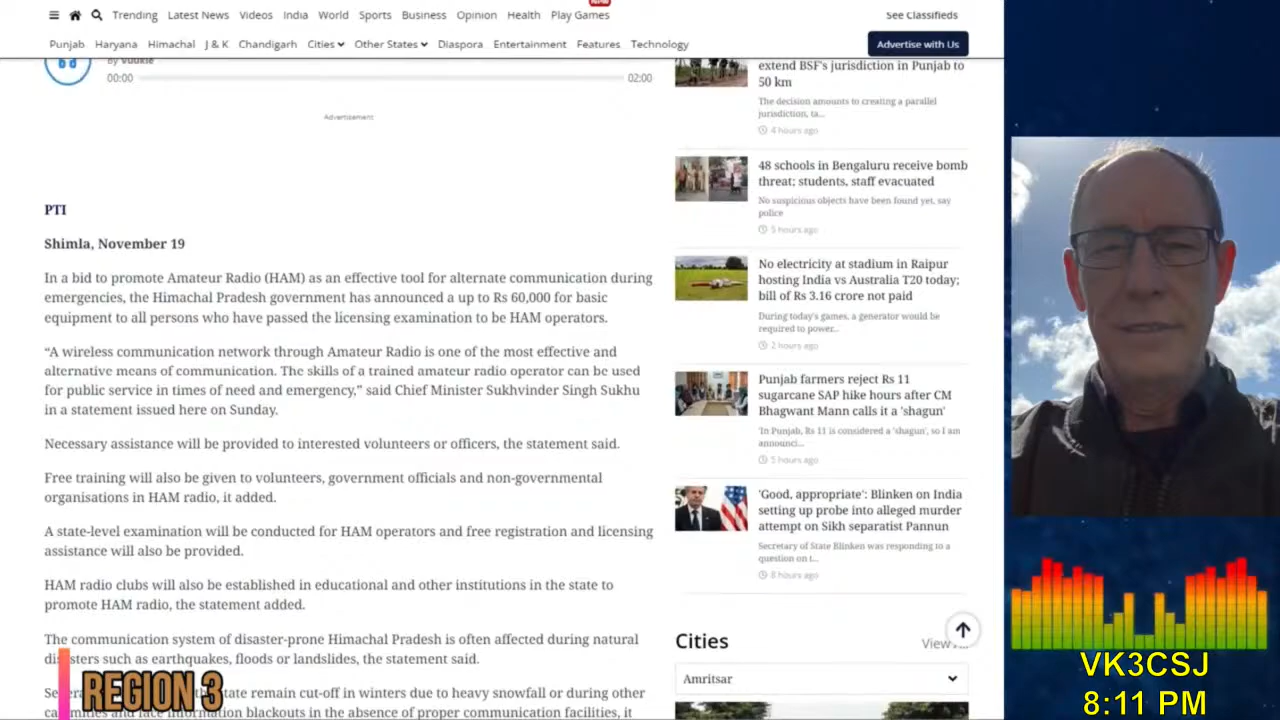 Trending Latest News Videos India World Sports Business Opinion Health Play Games
See Classifieds
Punjab Haryana Himachal J & K Chandigarh Cities Other States Diaspora Entertainment Features Technology
Advertise with Us
by Vuukle
00:00
02:00
Advertisement
PTI
Shimla, November 19
In a bid to promote Amateur Radio (HAM) as an effective tool for alternate communication during
emergencies, the Himachal Pradesh government has announced a up to Rs 60,000 for basic
equipment to all persons who have passed the licensing examination to be HAM operators.
“A wireless communication network through Amateur Radio is one of the most effective and
alternative means of communication. The skills of a trained amateur radio operator can be used
for public service in times of need and emergency,” said Chief Minister Sukhvinder Singh Sukhu
in a statement issued here on Sunday.
Necessary assistance will be provided to interested volunteers or officers, the statement said.
Free training will also be given to volunteers, government officials and non-governmental
organisations in HAM radio, it added.
A state-level examination will be conducted for HAM operators and free registration and licensing
assistance will also be provided.
HAM radio clubs will also be established in educational and other institutions in the state to
promote HAM radio, the statement added.
The communication system of disaster-prone Himachal Pradesh is often affected during natural
disasters such as earthquakes, floods or landslides, the statement said.
state remain cut-off in winters due to heavy snowfall or during other
and face information blackouts in the absence of proper communication facilities, it
extend BSF's jurisdiction in Punjab to
50 km
The decision amounts to creating a parallel
jurisdiction, ta...
4 hours ago
48 schools in Bengaluru receive bomb
threat; students, staff evacuated
No suspicious objects have been found yet, say
police
5 hours ago
No electricity at stadium in Raipur
hosting India vs Australia T20 today;
bill of Rs 3.16 crore not paid
During today's games, a generator would be
required to power...
2 hours ago
Punjab farmers reject Rs 11
sugarcane SAP hike hours after CM
Bhagwant Mann calls it a 'shagun'
'In Punjab, Rs 11 is considered a 'shagun', so I am
announci...
5 hours ago
'Good, appropriate': Blinken on India
setting up probe into alleged murder
attempt on Sikh separatist Pannun
Secretary of State Blinken was responding to a
question on t...
8 hours ago
Cities
View
Amritsar
REGION 3
VK3CSJ
8:11 PM